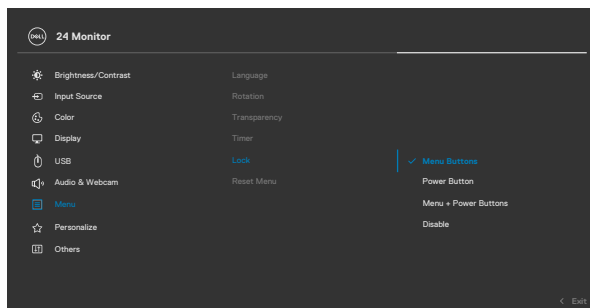 DELL 24 Monitor
Brightness/Contrast Language
Input Source Rotation
Color Transparency
Display Timer
USB Lock ✓ Menu Buttons
Audio & Webcam Reset Menu Power Button
Menu Menu + Power Buttons
Personalize Disable
Others
< Exit